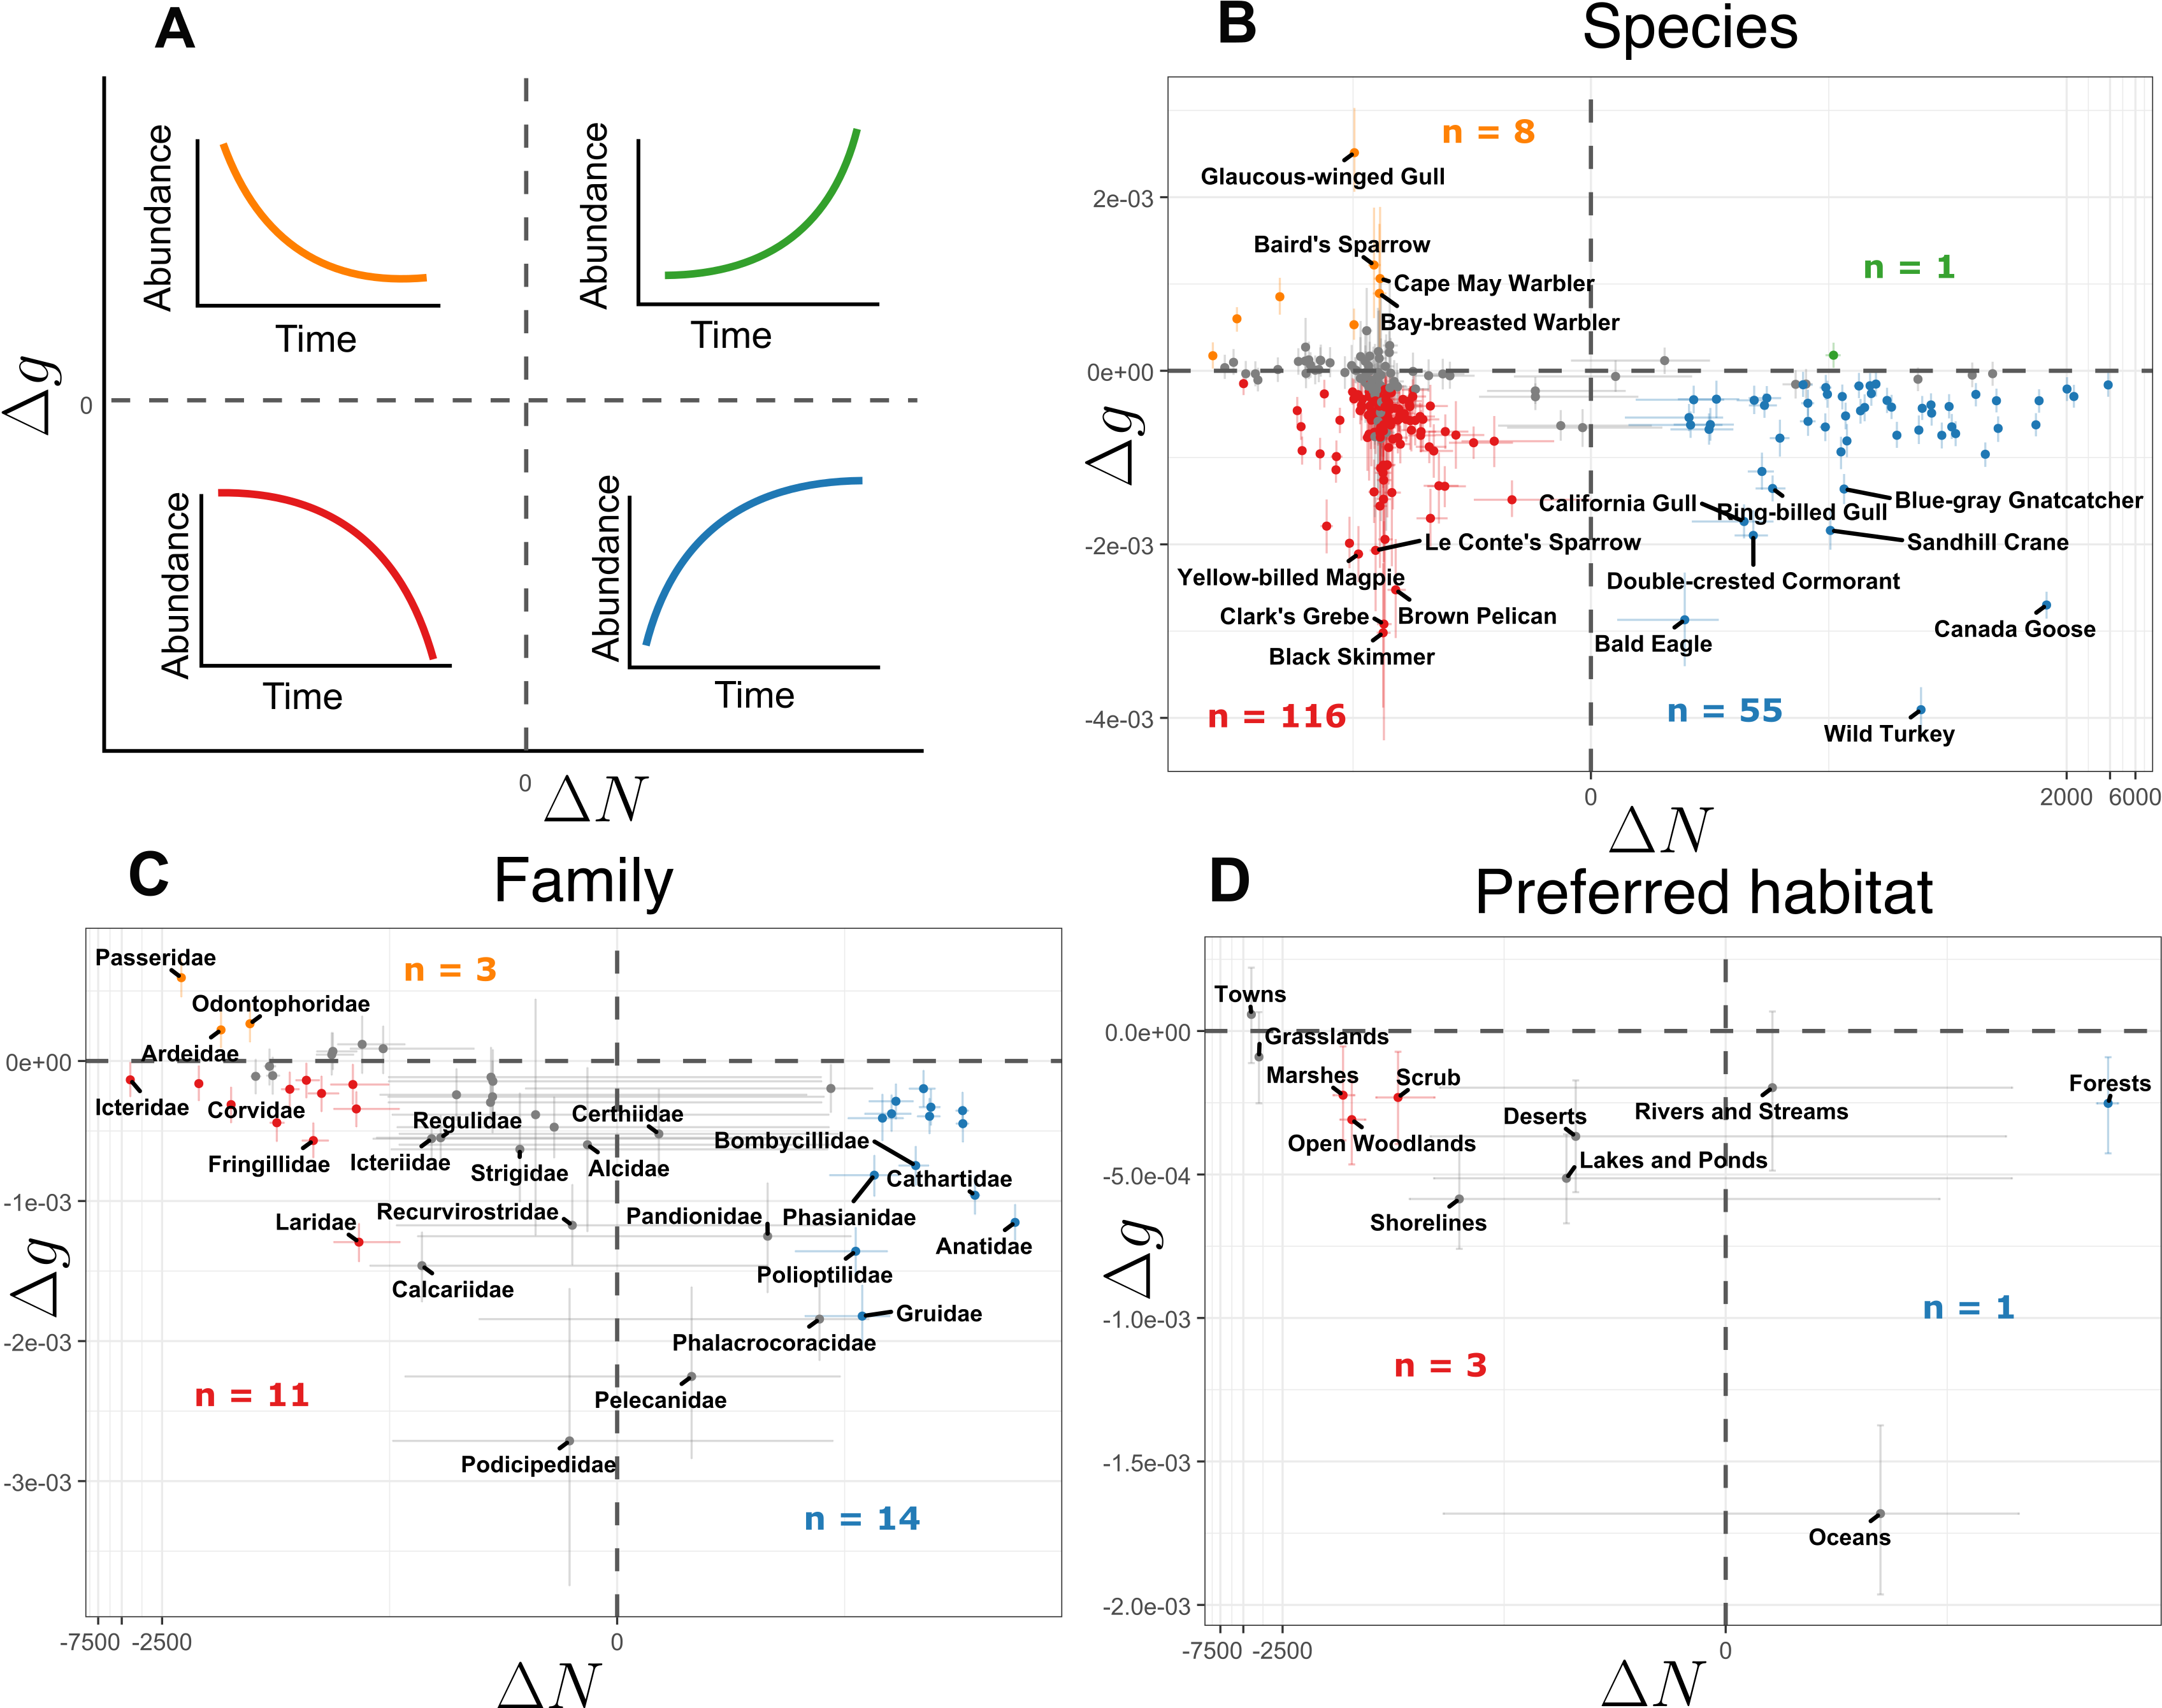 A
Δg
0
Abundance
Time
Abundance
Time
Abundance
Time
Abundance
Time
0
ΔN
B
Species
Δg
2e-03
0e+00
-2e-03
-4e-03
n = 8
Glaucous-winged Gull
Baird's Sparrow
Cape May Warbler
Bay-breasted Warbler
n = 1
California Gull
Ring-billed Gull
Blue-gray Gnatcatcher
Le Conte's Sparrow
Sandhill Crane
Yellow-billed Magpie
Double-crested Cormorant
Clark's Grebe
Brown Pelican
Canada Goose
Bald Eagle
Black Skimmer
n = 116
n = 55
Wild Turkey
0
2000
6000
ΔN
C
Family
Δg
0e+00
-1e-03
-2e-03
-3e-03
Passeridae
n = 3
Odontophoridae
Ardeidae
Icteridae
Corvidae
Regulidae
Certhiidae
Bombycillidae
Fringillidae
Icteriidae
Strigidae
Alcidae
Cathartidae
Laridae
Recurvirostridae
Pandionidae
Phasianidae
Anatidae
Calcariidae
Polioptilidae
Gruidae
Phalacrocoracidae
n = 11
Pelecanidae
Podicipedidae
n = 14
-7500
-2500
0
ΔN
D
Preferred habitat
Δg
0.0e+00
-5.0e-04
-1.0e-03
-1.5e-03
-2.0e-03
Towns
Grasslands
Marshes
Scrub
Forests
Deserts
Rivers and Streams
Open Woodlands
Lakes and Ponds
Shorelines
n = 1
n = 3
Oceans
-7500
-2500
0
ΔN